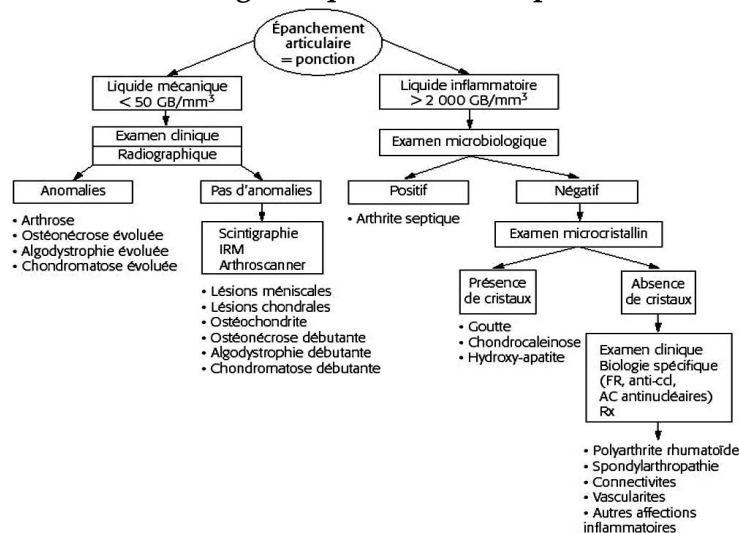 Épanchement
articulaire
= ponction
Liquide mécanique
< 50 GB/mm³
Liquide inflammatoire
> 2 000 GB/mm³
Examen clinique
Radiographique
Examen microbiologique
Anomalies
Pas d'anomalies
Positif
Négatif
• Arthrose
• Ostéonécrose évoluée
• Algodystrophie évoluée
• Chondromatose évoluée
Scintigraphie
IRM
Arthroscanner
• Arthrite septique
Examen microcristallin
• Lésions méniscales
• Lésions chondrales
• Ostéochondrite
• Ostéonécrose débutante
• Algodystrophie débutante
• Chondromatose débutante
Présence
de cristaux
Absence
de cristaux
• Goutte
• Chondrocaleinose
• Hydroxy-apatite
Examen clinique
Biologie spécifique
(FR, anti-ccl,
AC antinucléaires)
Rx
• Polyarthrite rhumatoïde
• Spondylarthropathie
• Connectivites
• Vascularites
• Autres affections
inflammatoires